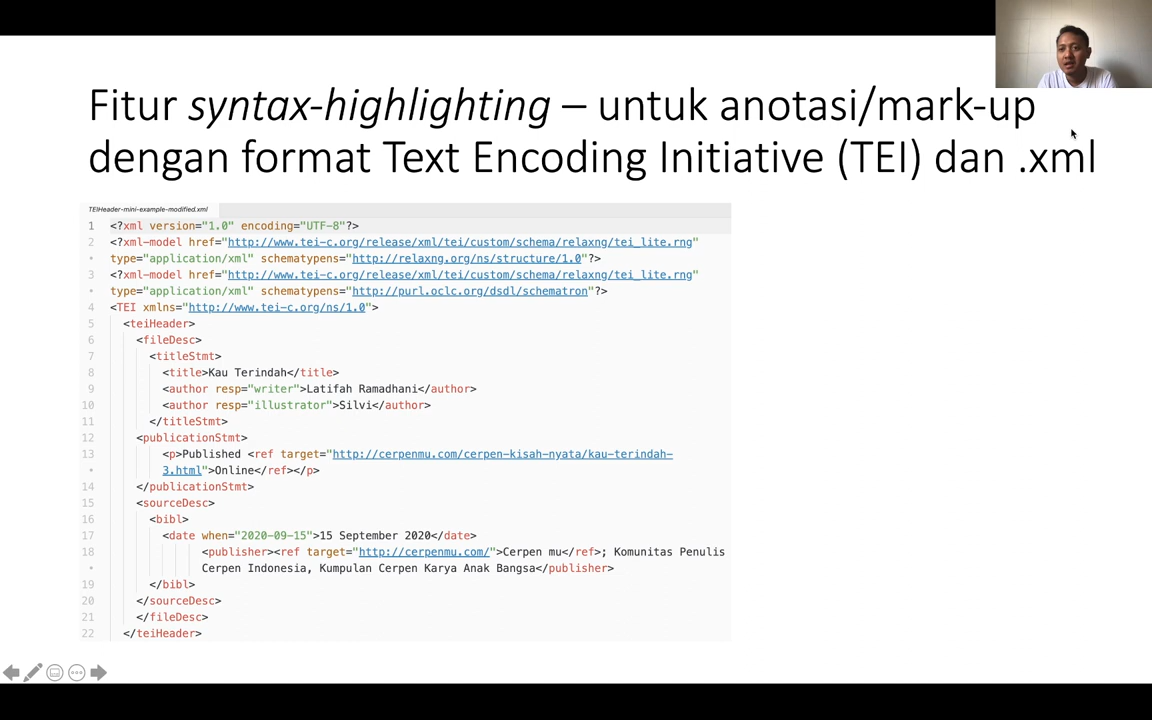 Fitur syntax-highlighting – untuk anotasi/mark-up
dengan format Text Encoding Initiative (TEI) dan .xml
TEIHeader-mini-example-modified.xml
1 <?xml version="1.0" encoding="UTF-8"?>
2 <?xml-model href="http://www.tei-c.org/release/xml/tei/custom/schema/relaxng/tei_lite.rng"
• type="application/xml" schematypens="http://relaxng.org/ns/structure/1.0"?>
3 <?xml-model href="http://www.tei-c.org/release/xml/tei/custom/schema/relaxng/tei_lite.rng"
• type="application/xml" schematypens="http://purl.oclc.org/dsdl/schematron"?>
4 <TEI xmlns="http://www.tei-c.org/ns/1.0">
5 <teiHeader>
6 <fileDesc>
7 <titleStmt>
8 <title>Kau Terindah</title>
9 <author resp="writer">Latifah Ramadhani</author>
10 <author resp="illustrator">Silvi</author>
11 </titleStmt>
12 <publicationStmt>
13 <p>Published <ref target="http://cerpenmu.com/cerpen-kisah-nyata/kau-terindah-
• 3.html">Online</ref></p>
14 </publicationStmt>
15 <sourceDesc>
16 <bibl>
17 <date when="2020-09-15">15 September 2020</date>
18 <publisher><ref target="http://cerpenmu.com/">Cerpen mu</ref>; Komunitas Penulis
• Cerpen Indonesia, Kumpulan Cerpen Karya Anak Bangsa</publisher>
19 </bibl>
20 </sourceDesc>
21 </fileDesc>
22 </teiHeader>